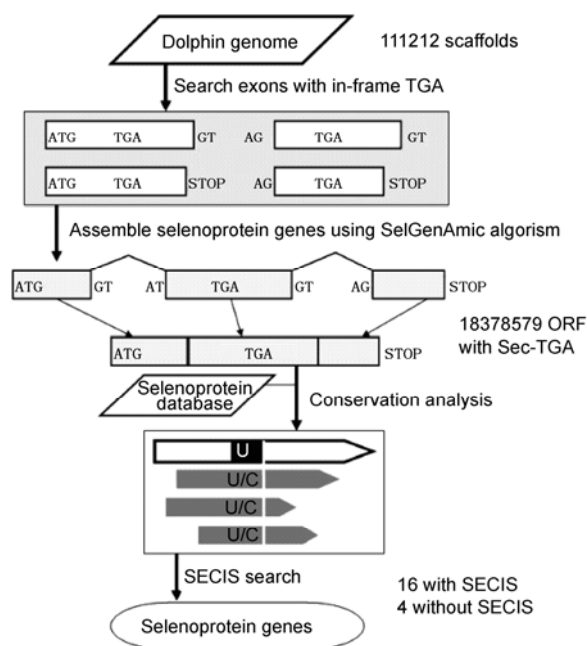 Dolphin genome
111212 scaffolds
Search exons with in-frame TGA
ATG TGA GT AG TGA GT
ATG TGA STOP AG TGA STOP
Assemble selenoprotein genes using SelGenAmic algorism
ATG GT AT TGA GT AG STOP
18378579 ORF
with Sec-TGA
ATG TGA STOP
Selenoprotein
database
Conservation analysis
U
U/C
U/C
U/C
SECIS search
16 with SECIS
4 without SECIS
Selenoprotein genes